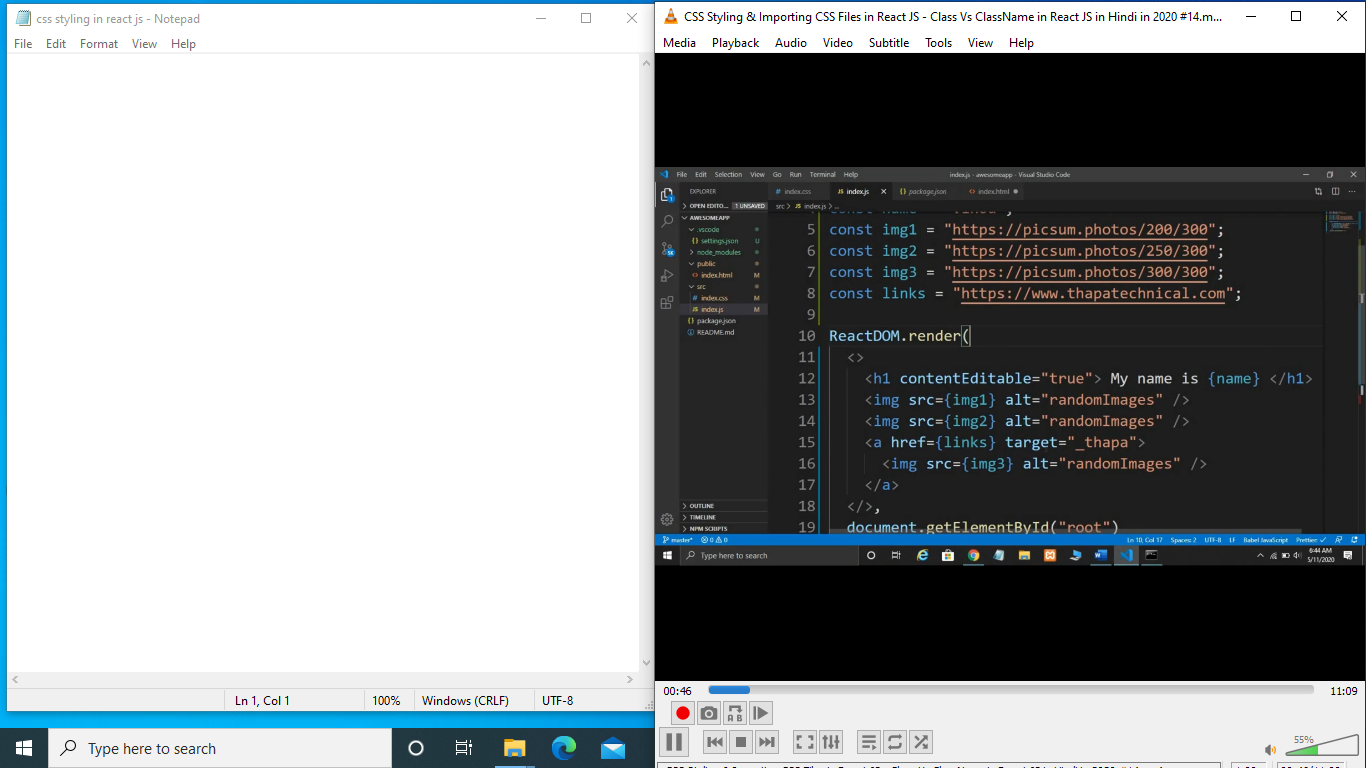 css styling in react js - Notepad
File Edit Format View Help
Ln 1, Col 1 100% Windows (CRLF) UTF-8
Type here to search
CSS Styling & Importing CSS Files in React JS - Class Vs ClassName in React JS in Hindi in 2020 #14.m...
Media Playback Audio Video Subtitle Tools View Help
File Edit Selection View Go Run Terminal Help index.js - awesomeapp - Visual Studio Code
EXPLORER
OPEN EDITO... 1 UNSAVED
AWESOMEAPP
.vscode
settings.json U
node_modules
public
index.html M
src
index.css M
index.js M
package.json
README.md
OUTLINE
TIMELINE
NPM SCRIPTS
index.css index.js package.json index.html
src > index.js > ...
5 const img1 = "https://picsum.photos/200/300";
6 const img2 = "https://picsum.photos/250/300";
7 const img3 = "https://picsum.photos/300/300";
8 const links = "https://www.thapatechnical.com";
9
10 ReactDOM.render(
11 <>
12 <h1 contentEditable="true"> My name is {name} </h1>
13 <img src={img1} alt="randomImages" />
14 <img src={img2} alt="randomImages" />
15 <a href={links} target="_thapa">
16 <img src={img3} alt="randomImages" />
17 </a>
18 </>,
19 document.getElementById("root")
master* 0 0 Ln 10, Col 17 Spaces: 2 UTF-8 LF Babel JavaScript Prettier: ✓
Type here to search
6:44 AM
5/11/2020
00:46 11:09
55%